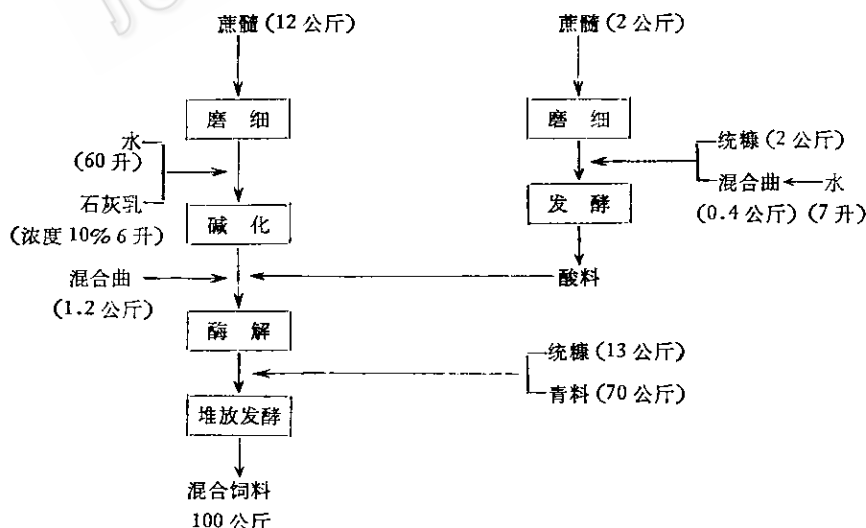 蔗髓 (12 公斤)
蔗髓 (2 公斤)
磨 细
磨 细
水
(60 升)
统糠 (2 公斤)
混合曲
水
(0.4 公斤) (7 升)
石灰乳
(浓度 10% 6 升)
碱 化
发 酵
混合曲
(1.2 公斤)
酸料
酶 解
统糠 (13 公斤)
青料 (70 公斤)
堆放发酵
混合饲料
100 公斤